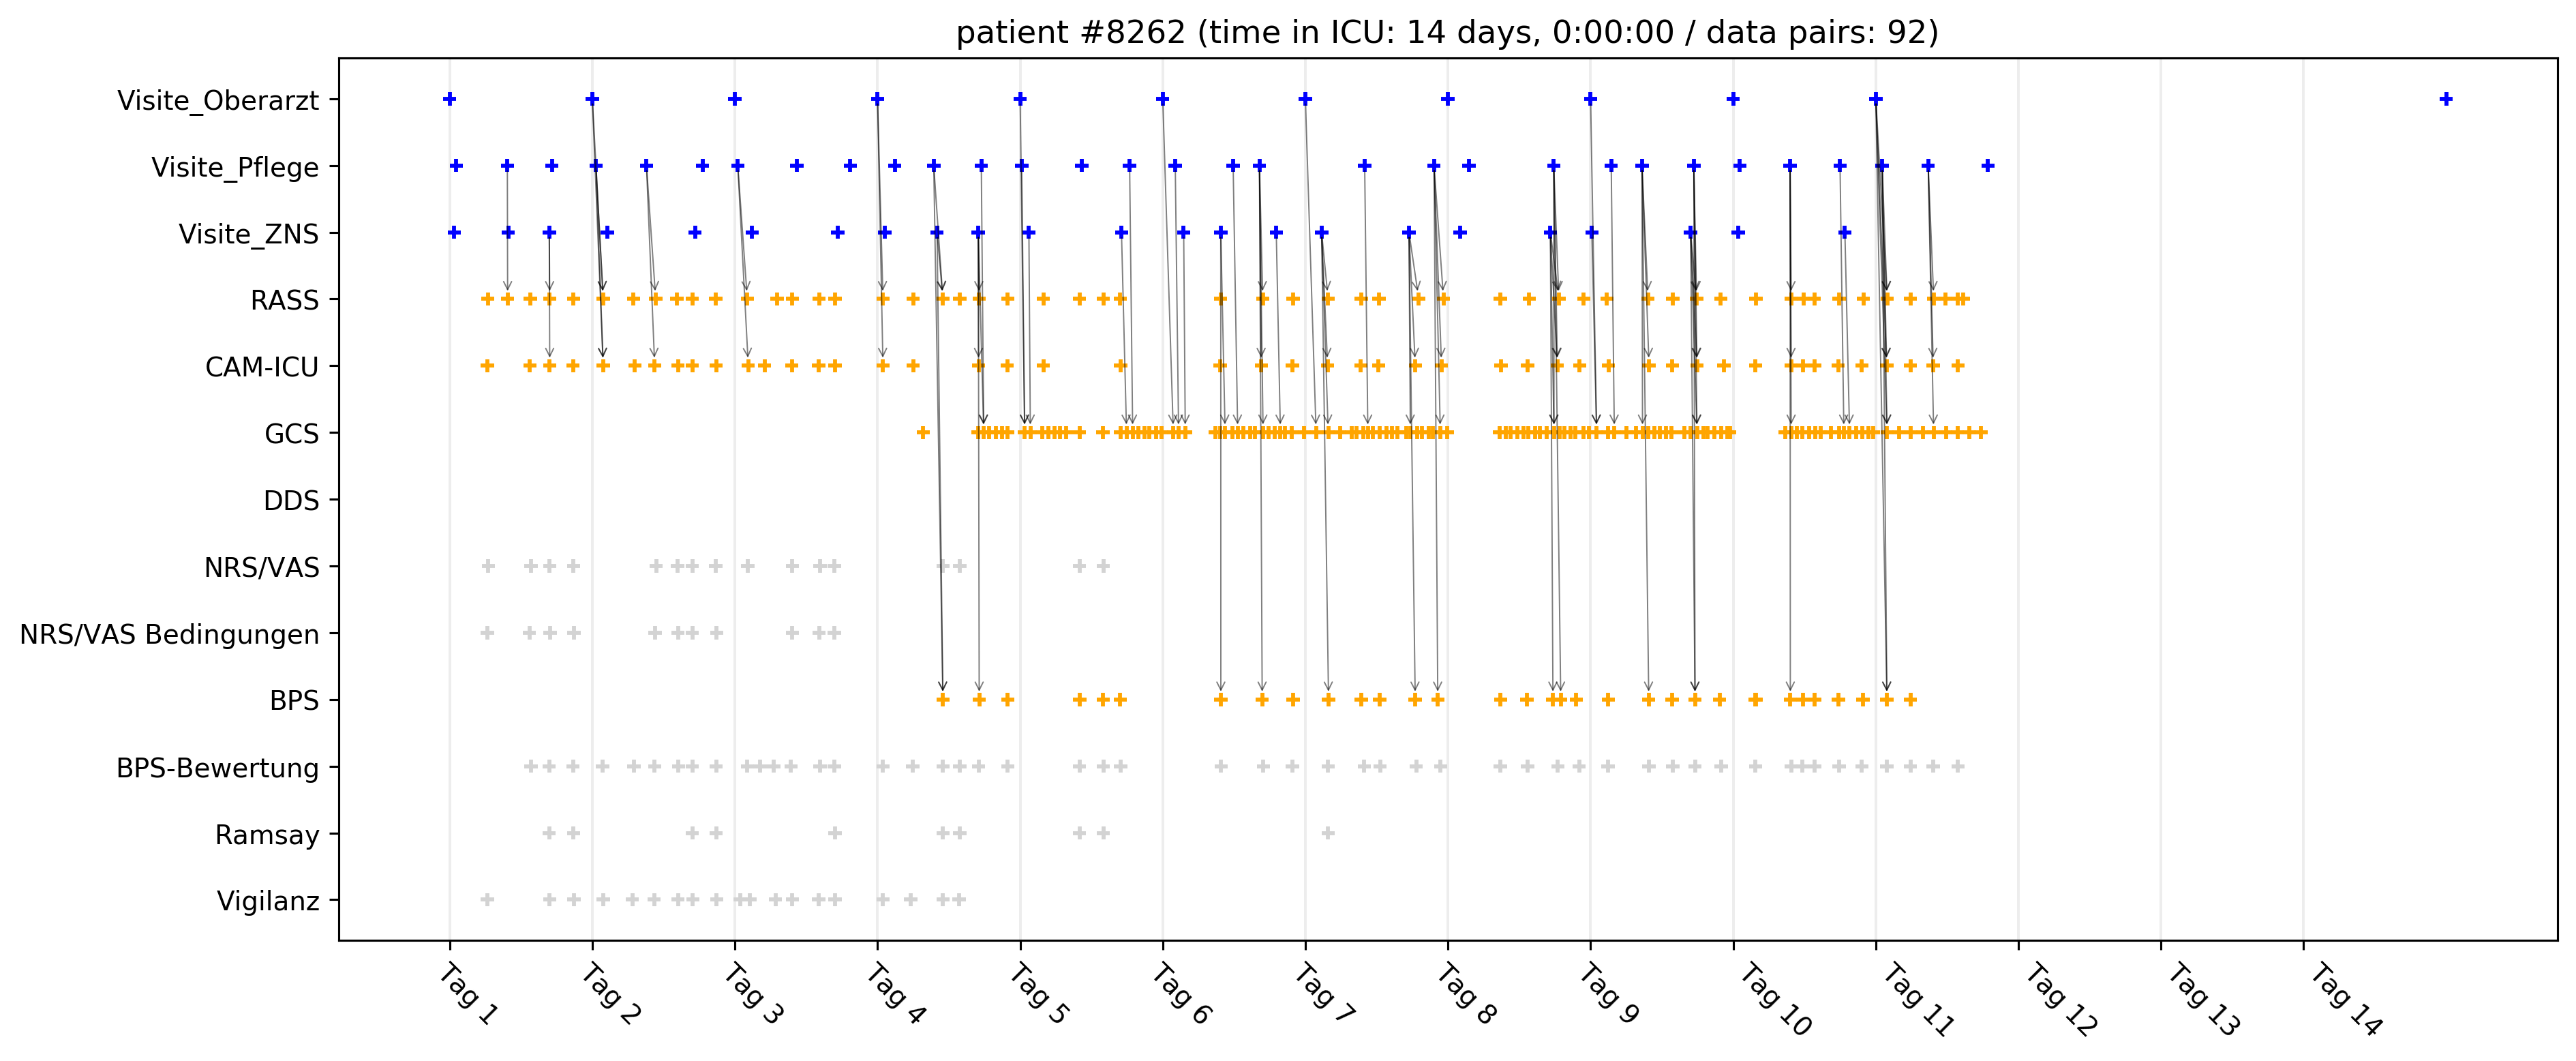 patient #8262 (time in ICU: 14 days, 0:00:00 / data pairs: 92)
Visite_Oberarzt
Visite_Pflege
Visite_ZNS
RASS
CAM-ICU
GCS
DDS
NRS/VAS
NRS/VAS Bedingungen
BPS
BPS-Bewertung
Ramsay
Vigilanz
Tag 1
Tag 2
Tag 3
Tag 4
Tag 5
Tag 6
Tag 7
Tag 8
Tag 9
Tag 10
Tag 11
Tag 12
Tag 13
Tag 14